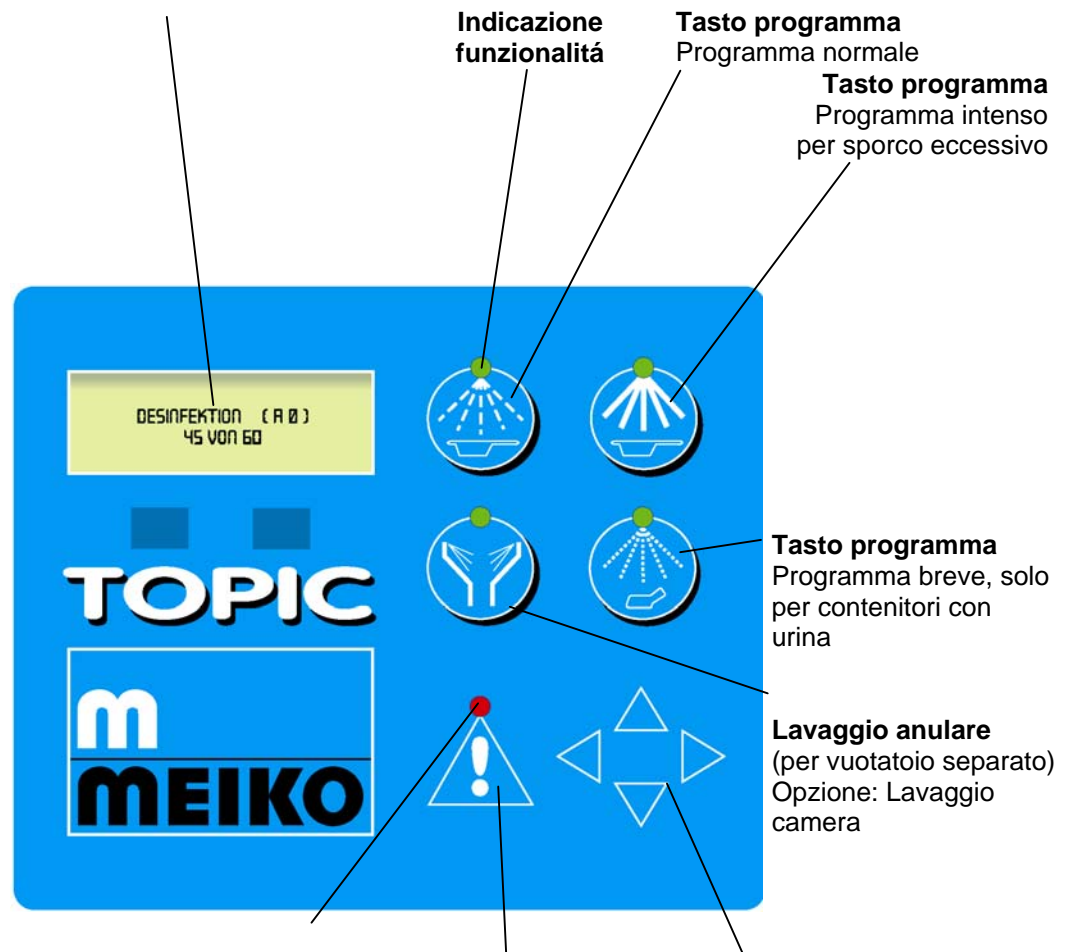 Indicazione
funzionalitá
Tasto programma
Programma normale
Tasto programma
Programma intenso
per sporco eccessivo
DESINFEKTION (A0)
45 VON 60
TOPIC
Tasto programma
Programma breve, solo
per contenitori con
urina
m
MEIKO
Lavaggio anulare
(per vuotatoio separato)
Opzione: Lavaggio
camera